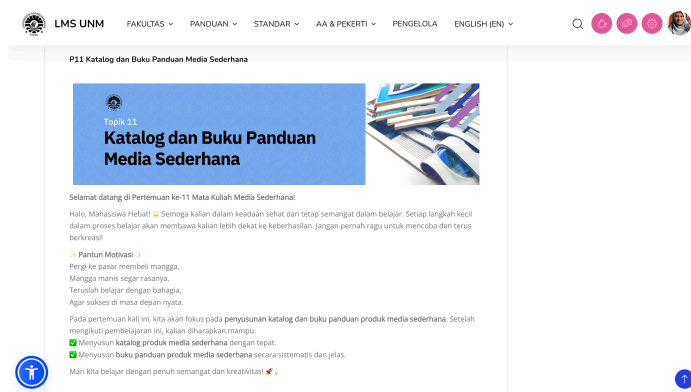 LMS UNM
FAKULTAS
PANDUAN
STANDAR
AA & PEKERTI
PENGELOLA
ENGLISH (EN)
P11 Katalog dan Buku Panduan Media Sederhana
Topik 11
Katalog dan Buku Panduan
Media Sederhana
Selamat datang di Pertemuan ke-11 Mata Kuliah Media Sederhana!
Halo, Mahasiswa Hebat! 💡 Semoga kalian dalam keadaan sehat dan tetap semangat dalam belajar. Setiap langkah kecil
dalam proses belajar akan membawa kalian lebih dekat ke keberhasilan. Jangan pernah ragu untuk mencoba dan terus
berkreasi!
✨ Pantun Motivasi ✨
Pergi ke pasar membeli mangga,
Mangga manis segar rasanya.
Teruslah belajar dengan bahagia,
Agar sukses di masa depan nyata.
Pada pertemuan kali ini, kita akan fokus pada penyusunan katalog dan buku panduan produk media sederhana. Setelah
mengikuti pembelajaran ini, kalian diharapkan mampu:
✅ Menyusun katalog produk media sederhana dengan tepat.
✅ Menyusun buku panduan produk media sederhana secara sistematis dan jelas.
Mari kita belajar dengan penuh semangat dan kreativitas! 🚀💡